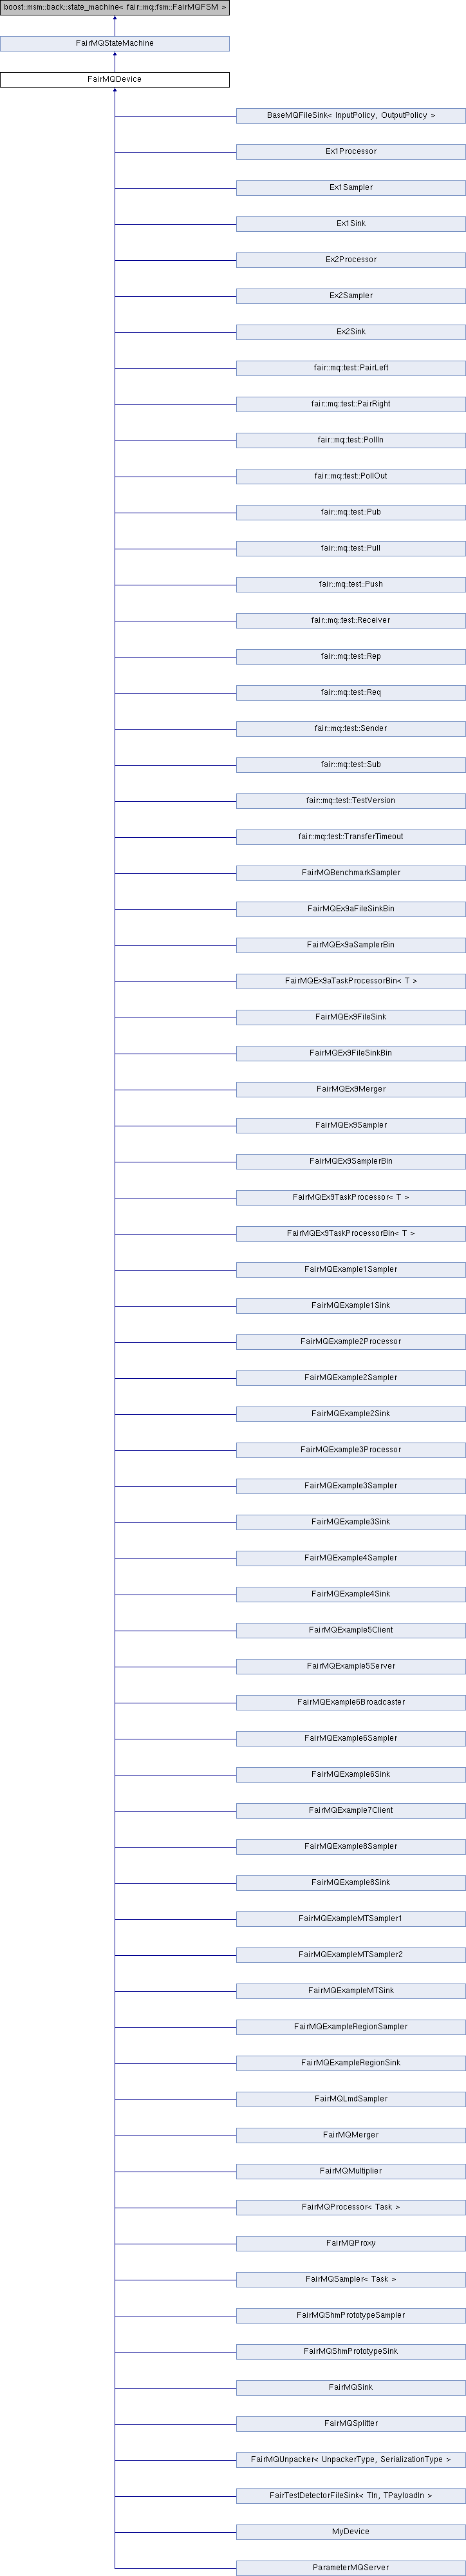 boost::msm::back::state_machine< fair::mq::fsm::FairMQFSM >
FairMQStateMachine
FairMQDevice
BaseMQFileSink< InputPolicy, OutputPolicy >
Ex1Processor
Ex1Sampler
Ex1Sink
Ex2Processor
Ex2Sampler
Ex2Sink
fair::mq::test::PairLeft
fair::mq::test::PairRight
fair::mq::test::PollIn
fair::mq::test::PollOut
fair::mq::test::Pub
fair::mq::test::Pull
fair::mq::test::Push
fair::mq::test::Receiver
fair::mq::test::Rep
fair::mq::test::Req
fair::mq::test::Sender
fair::mq::test::Sub
fair::mq::test::TestVersion
fair::mq::test::TransferTimeout
FairMQBenchmarkSampler
FairMQEx9aFileSinkBin
FairMQEx9aSamplerBin
FairMQEx9aTaskProcessorBin< T >
FairMQEx9FileSink
FairMQEx9FileSinkBin
FairMQEx9Merger
FairMQEx9Sampler
FairMQEx9SamplerBin
FairMQEx9TaskProcessor< T >
FairMQEx9TaskProcessorBin< T >
FairMQExample1Sampler
FairMQExample1Sink
FairMQExample2Processor
FairMQExample2Sampler
FairMQExample2Sink
FairMQExample3Processor
FairMQExample3Sampler
FairMQExample3Sink
FairMQExample4Sampler
FairMQExample4Sink
FairMQExample5Client
FairMQExample5Server
FairMQExample6Broadcaster
FairMQExample6Sampler
FairMQExample6Sink
FairMQExample7Client
FairMQExample8Sampler
FairMQExample8Sink
FairMQExampleMTSampler1
FairMQExampleMTSampler2
FairMQExampleMTSink
FairMQExampleRegionSampler
FairMQExampleRegionSink
FairMQLmdSampler
FairMQMerger
FairMQMultiplier
FairMQProcessor< Task >
FairMQProxy
FairMQSampler< Task >
FairMQShmPrototypeSampler
FairMQShmPrototypeSink
FairMQSink
FairMQSplitter
FairMQUnpacker< UnpackerType, SerializationType >
FairTestDetectorFileSink< TIn, TPayloadIn >
MyDevice
ParameterMQServer